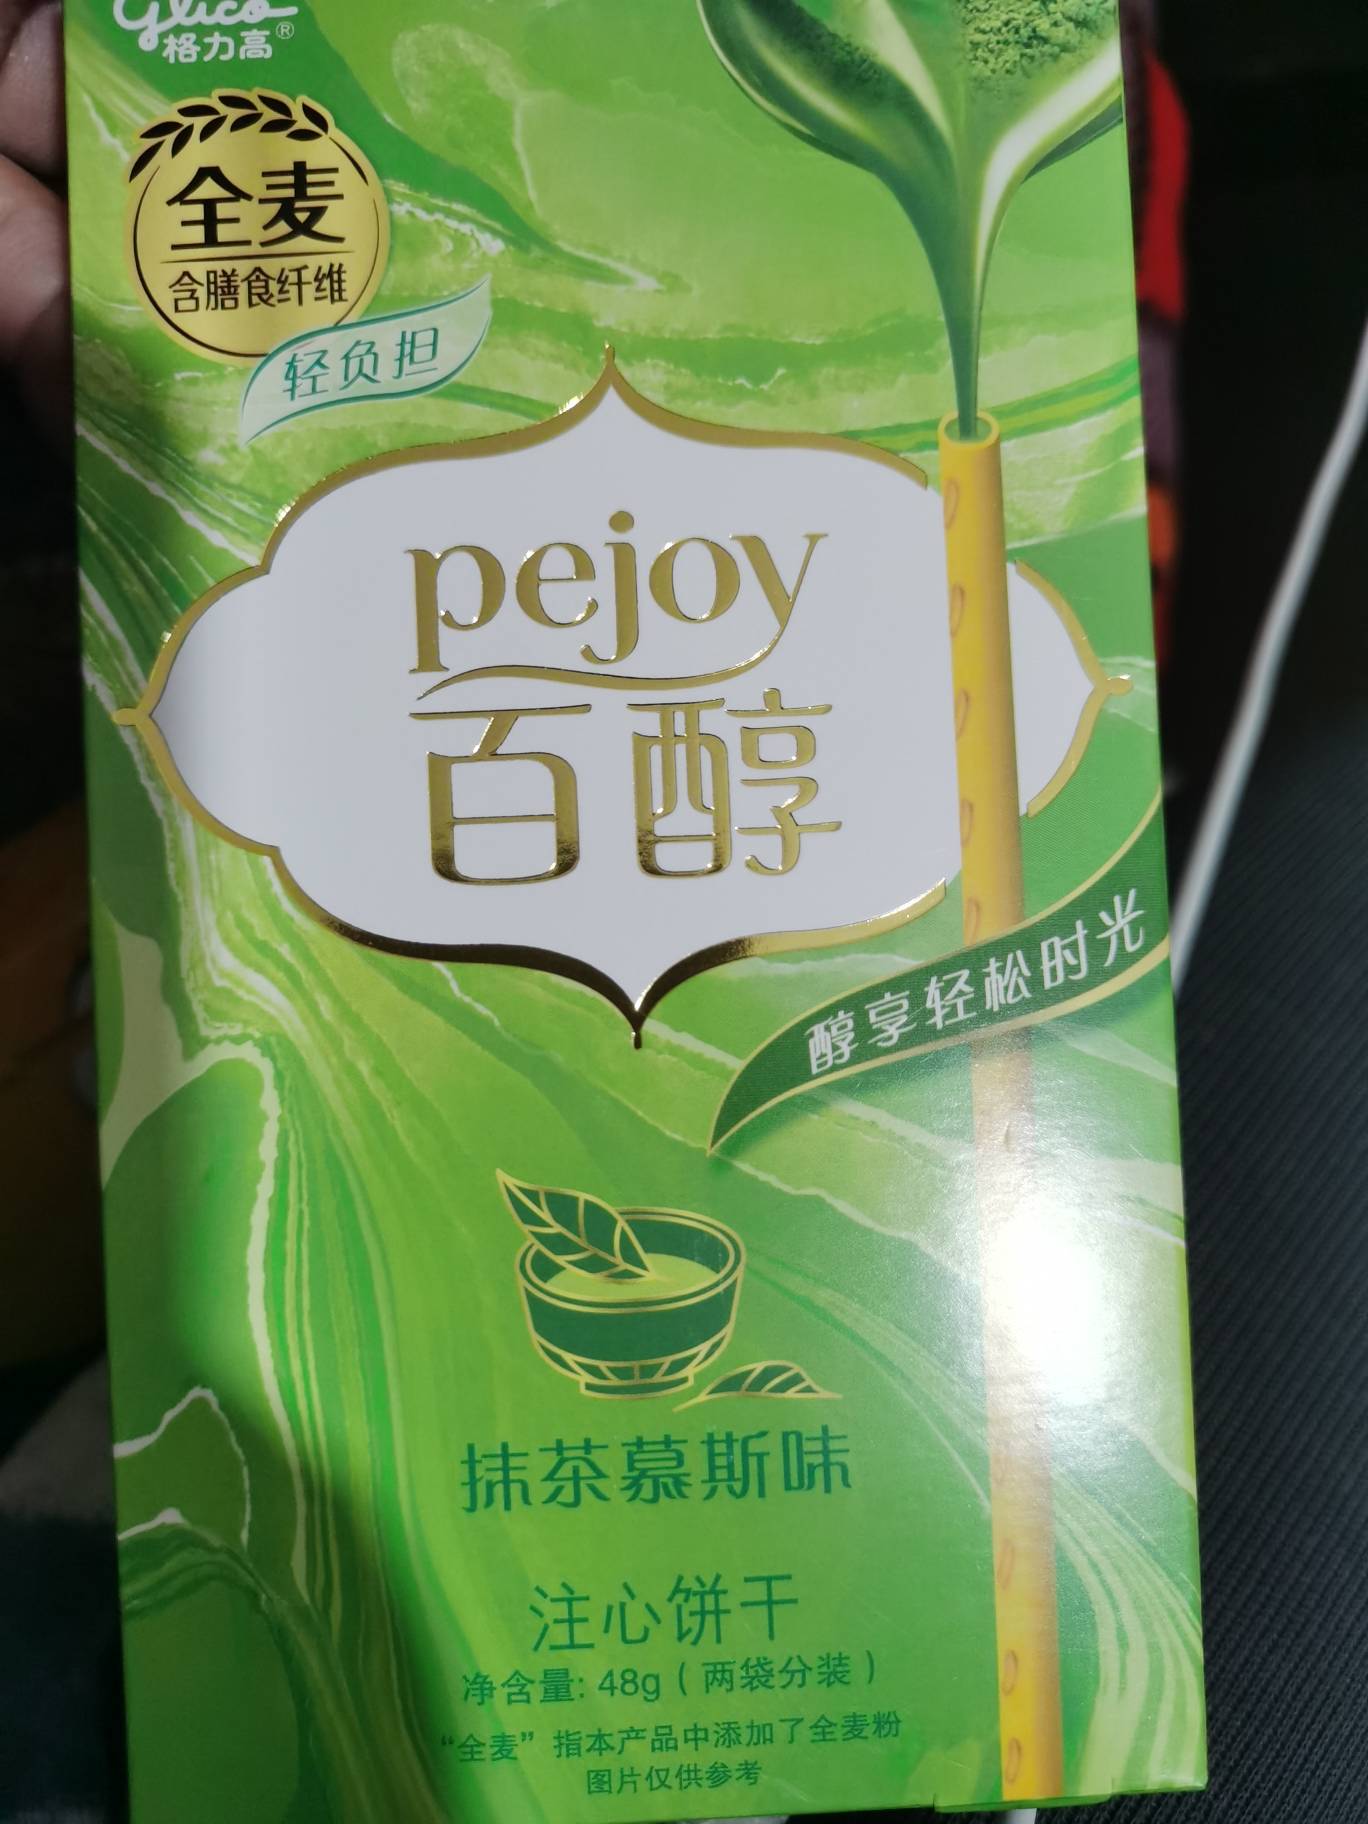 Glico
格力高®
全麦
含膳食纤维
轻负担
pejoy
百醇
醇享轻松时光
抹茶慕斯味
注心饼干
净含量: 48g（两袋分装）
“全麦”指本产品中添加了全麦粉
图片仅供参考